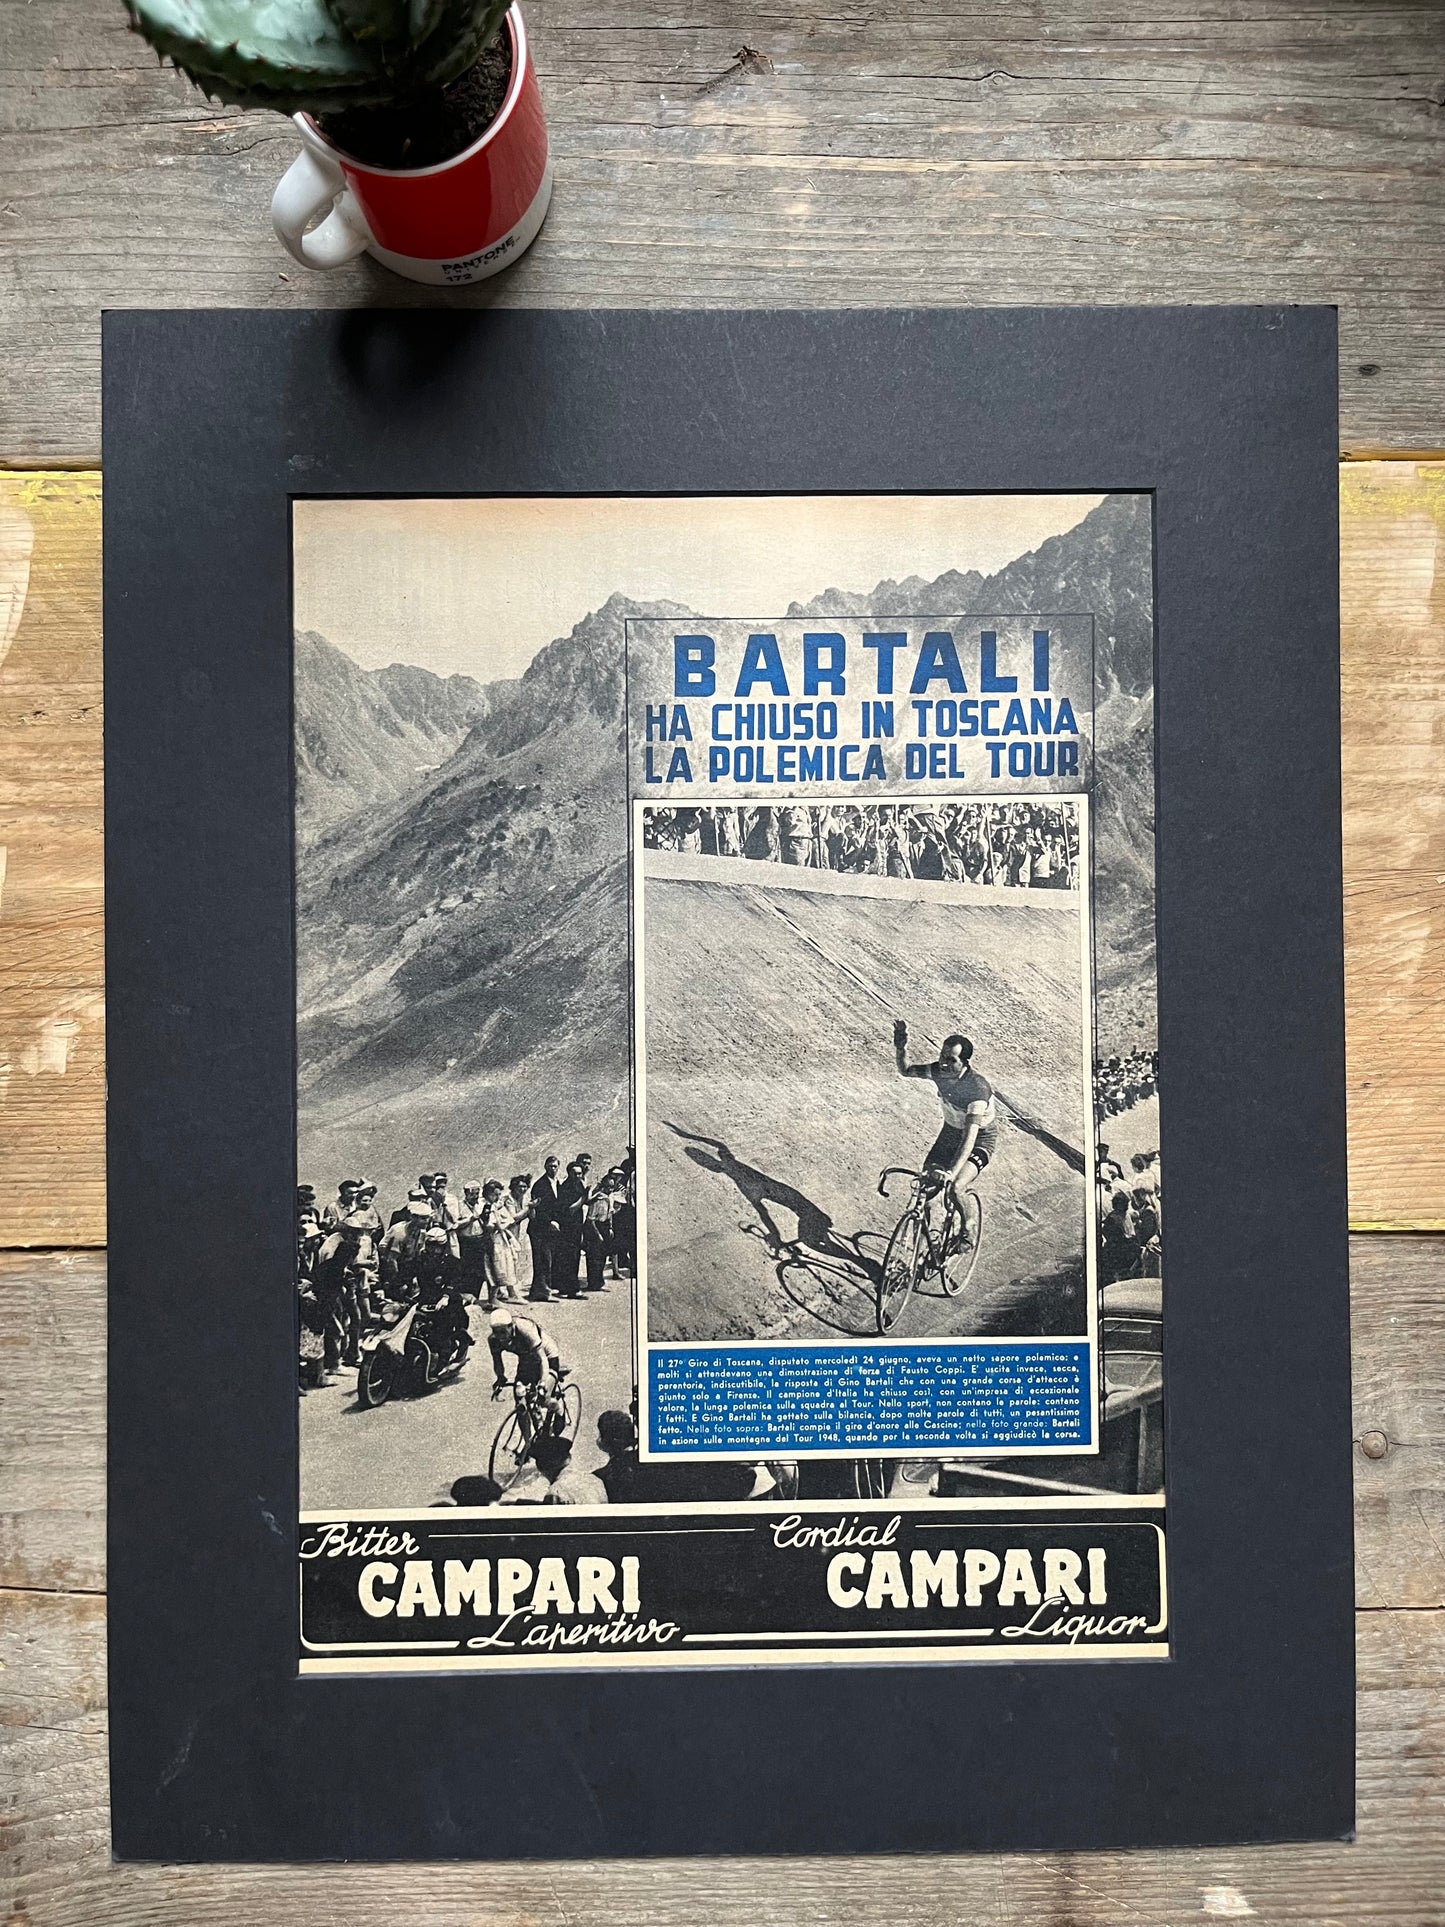 PANTONE
UNIVERSE
172
BARTALI
HA CHIUSO IN TOSCANA
LA POLEMICA DEL TOUR
Il 27º Giro di Toscana, disputato mercoledì 24 giugno, aveva un netto sapore polemico: e
molti si attendevano una dimostrazione di forza di Fausto Coppi. E' uscita invece, secca,
perentoria, indiscutibile, la risposta di Gino Bartali che con una grande corsa d'attacco è
giunto solo a Firenze. Il campione d'Italia ha chiuso così, con un'impresa di eccezionale
valore, la lunga polemica sulla squadra al Tour. Nello sport, non contano le parole: contano
i fatti. E Gino Bartali ha gettato sulla bilancia, dopo molte parole di tutti, un pesantissimo
fatto. Nella foto sopra: Bartali compie il giro d'onore alle Cascine; nella foto grande: Bartali
in azione sulle montagne del Tour 1948, quando per la seconda volta si aggiudicò la corsa.
Bitter
CAMPARI
L'aperitivo
Cordial
CAMPARI
Liquor